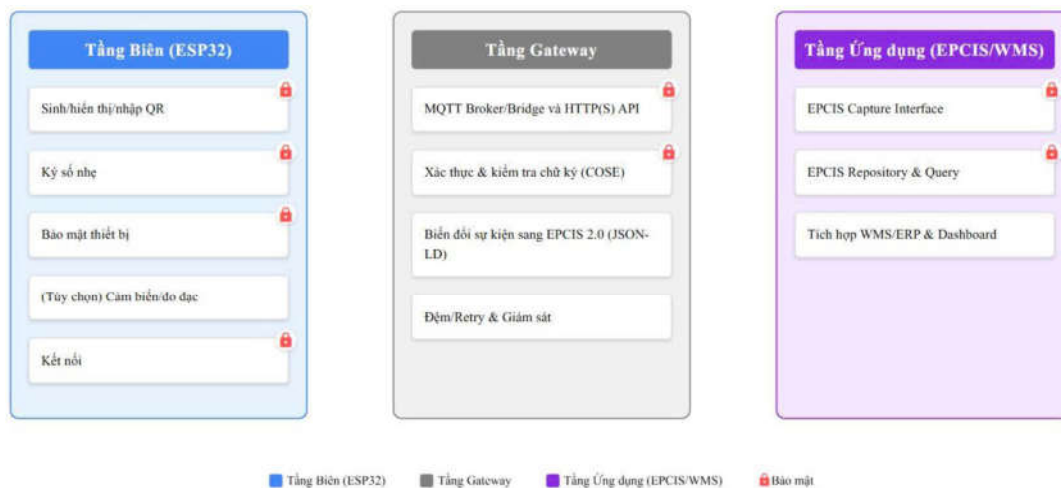 Tầng Biên (ESP32)
Sinh/hiển thị/nhập QR
Ký số nhẹ
Bảo mật thiết bị
(Tùy chọn) Cảm biến/đo đạc
Kết nối
Tầng Gateway
MQTT Broker/Bridge và HTTP(S) API
Xác thực & kiểm tra chữ ký (COSE)
Biến đổi sự kiện sang EPCIS 2.0 (JSON-
LD)
Đệm/Retry & Giám sát
Tầng Ứng dụng (EPCIS/WMS)
EPCIS Capture Interface
EPCIS Repository & Query
Tích hợp WMS/ERP & Dashboard
Tầng Biên (ESP32)
Tầng Gateway
Tầng Ứng dụng (EPCIS/WMS)
Bảo mật